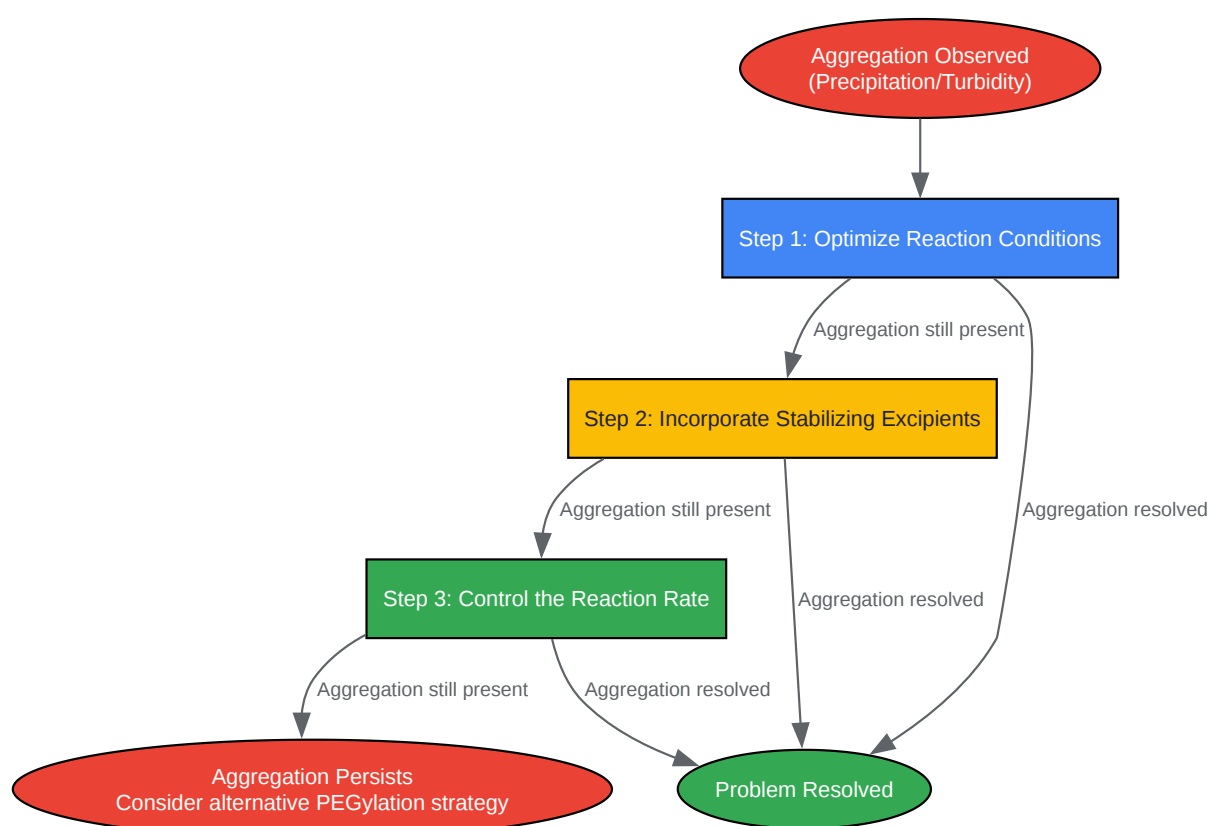 Aggregation Observed
(Precipitation/Turbidity)
Step 1: Optimize Reaction Conditions
Aggregation still present
Step 2: Incorporate Stabilizing Excipients
Aggregation still present
Aggregation resolved
Step 3: Control the Reaction Rate
Aggregation resolved
Aggregation still present
Aggregation resolved
Aggregation Persists
Consider alternative PEGylation strategy
Problem Resolved